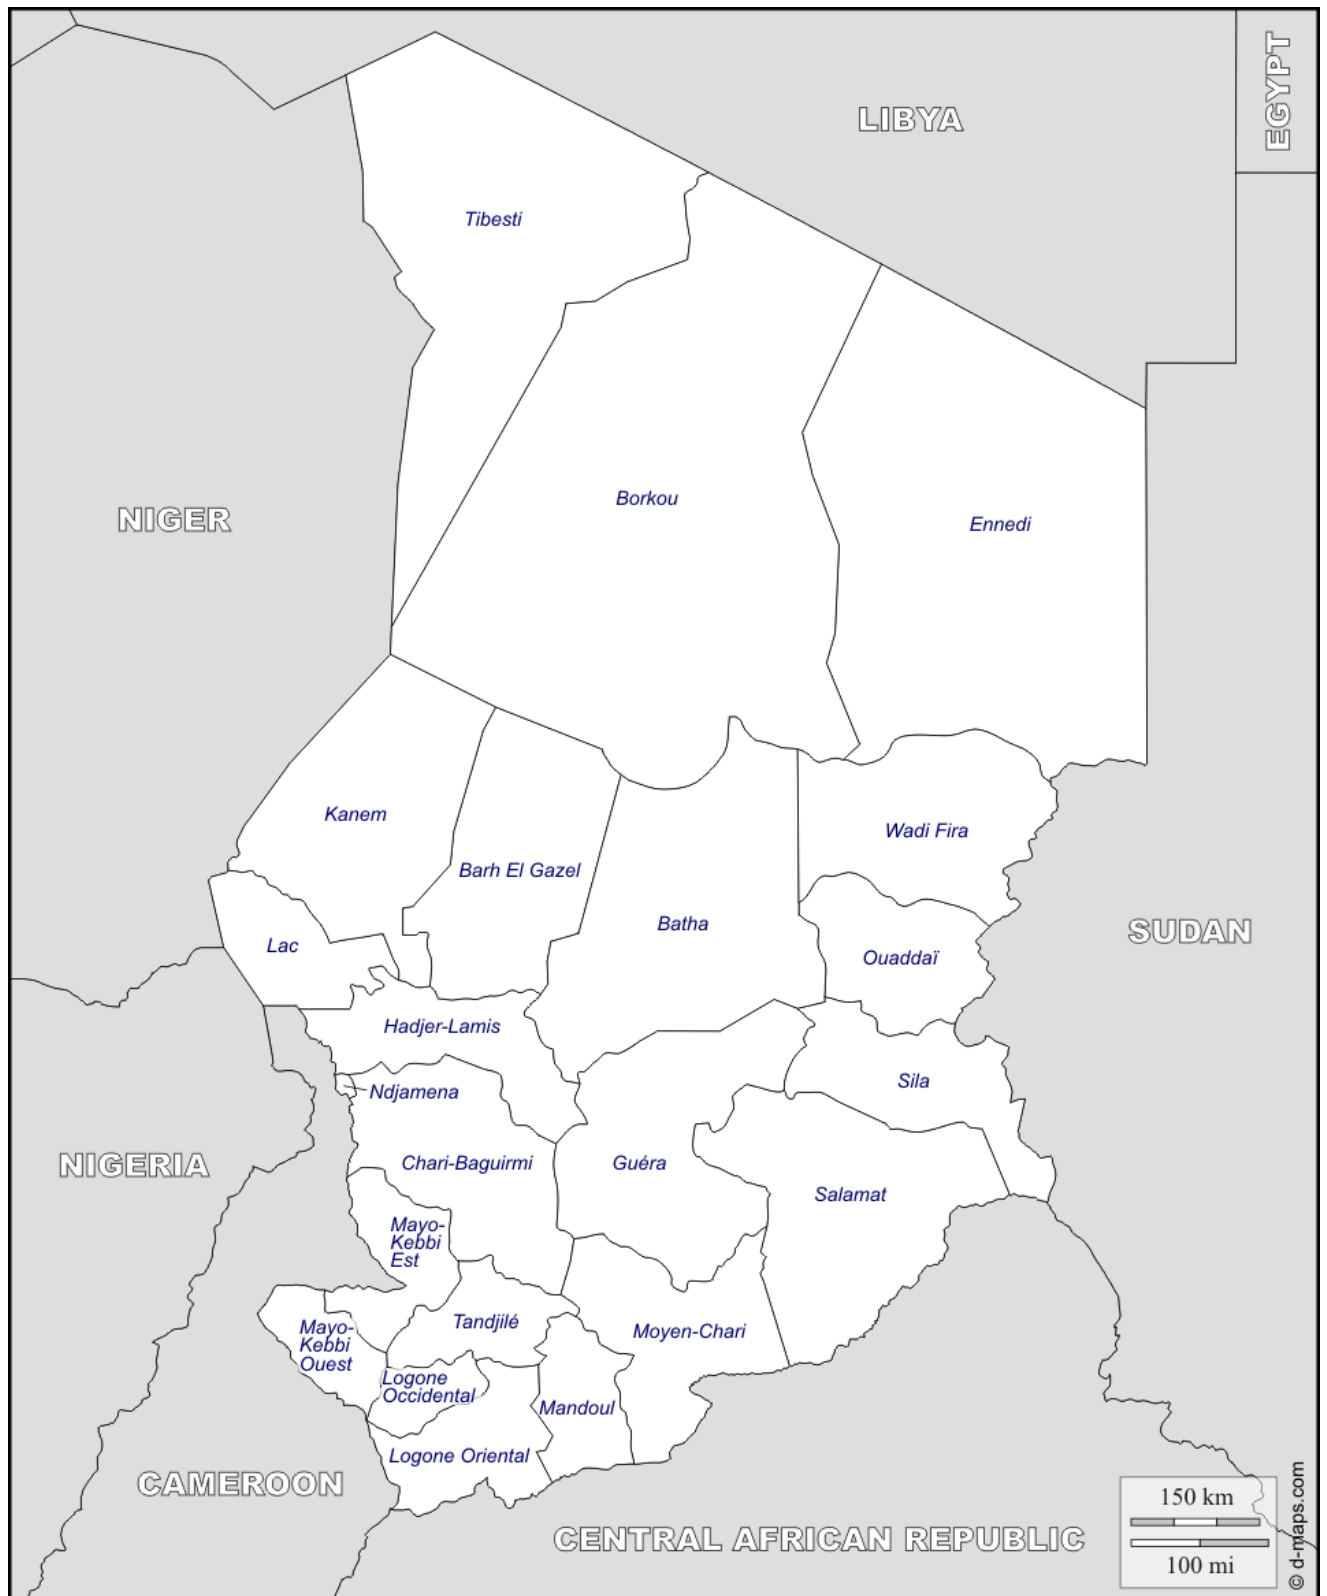 EGYPT
LIBYA
Tibesti
Borkou
NIGER
Ennedi
Kanem
Wadi Fira
Barh El Gazel
Batha
SUDAN
Lac
Ouaddaï
Hadjer-Lamis
Sila
Ndjamena
NIGERIA
Chari-Baguirmi
Guéra
Salamat
Mayo-
Kebbi
Est
Tandjilé
Mayo-
Kebbi
Ouest
Moyen-Chari
Logone
Occidental
Mandoul
Logone Oriental
CAMEROON
CENTRAL AFRICAN REPUBLIC
150 km
100 mi
© d-maps.com